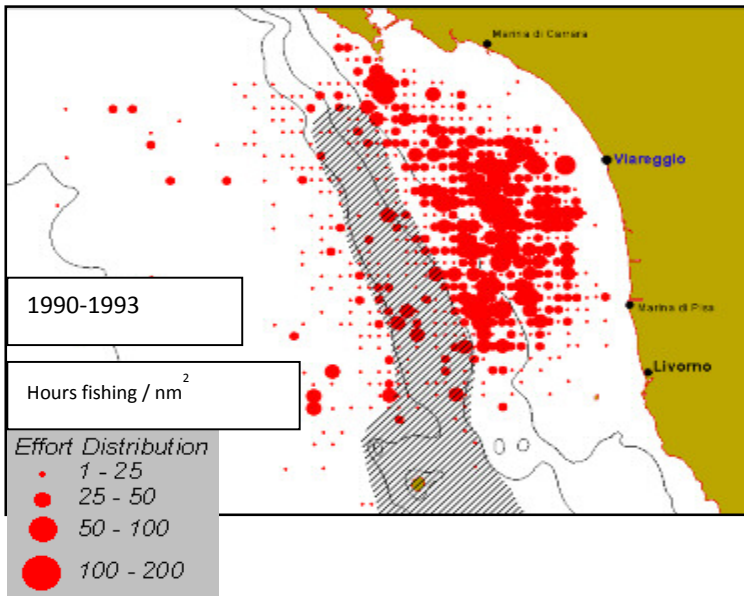 Marina di Carrara
Viareggio
1990-1993
Marina di Pisa
Hours fishing / nm²
Livorno
Effort Distribution
1 - 25
25 - 50
50 - 100
100 - 200